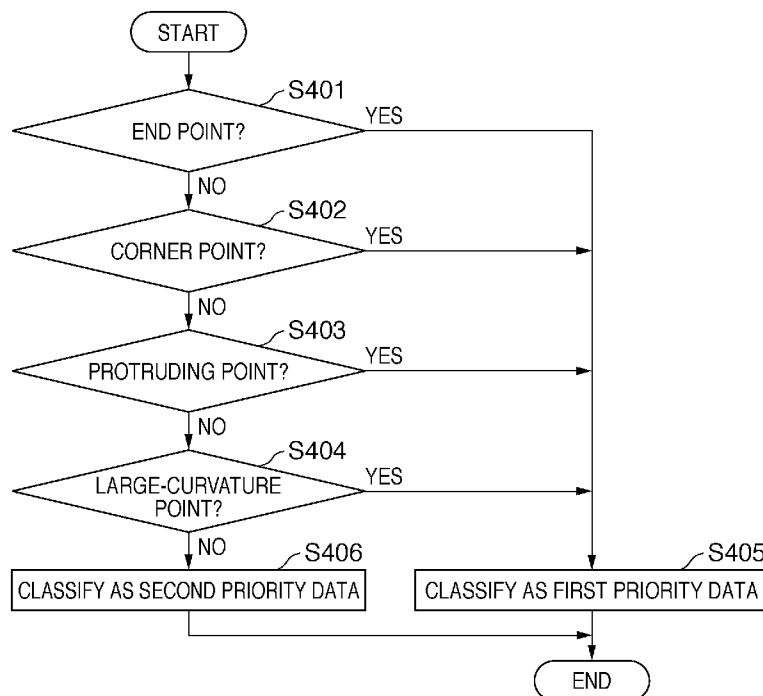 START
S401
END POINT?
YES
NO
S402
CORNER POINT?
YES
NO
S403
PROTRUDING POINT?
YES
NO
S404
LARGE-CURVATURE
POINT?
YES
NO
S406
CLASSIFY AS SECOND PRIORITY DATA
S405
CLASSIFY AS FIRST PRIORITY DATA
END